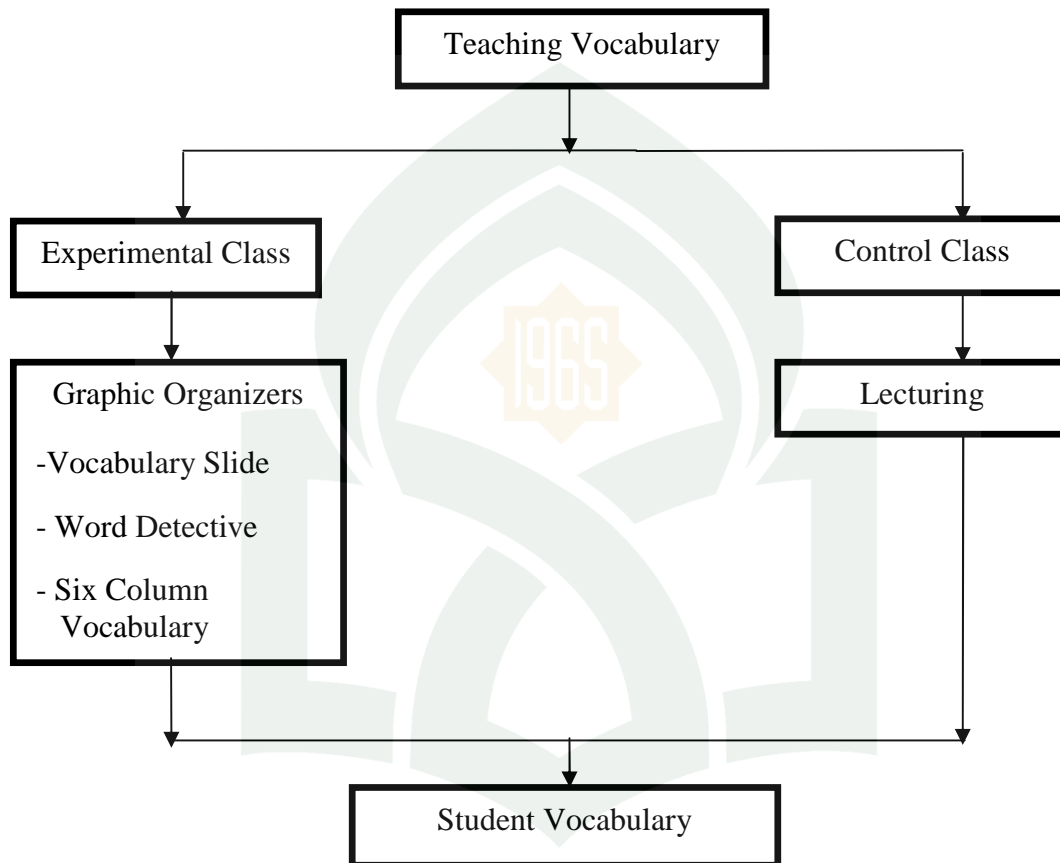 Teaching Vocabulary
Experimental Class
Control Class
Graphic Organizers
-Vocabulary Slide
- Word Detective
- Six Column
Vocabulary
Lecturing
1965
Student Vocabulary